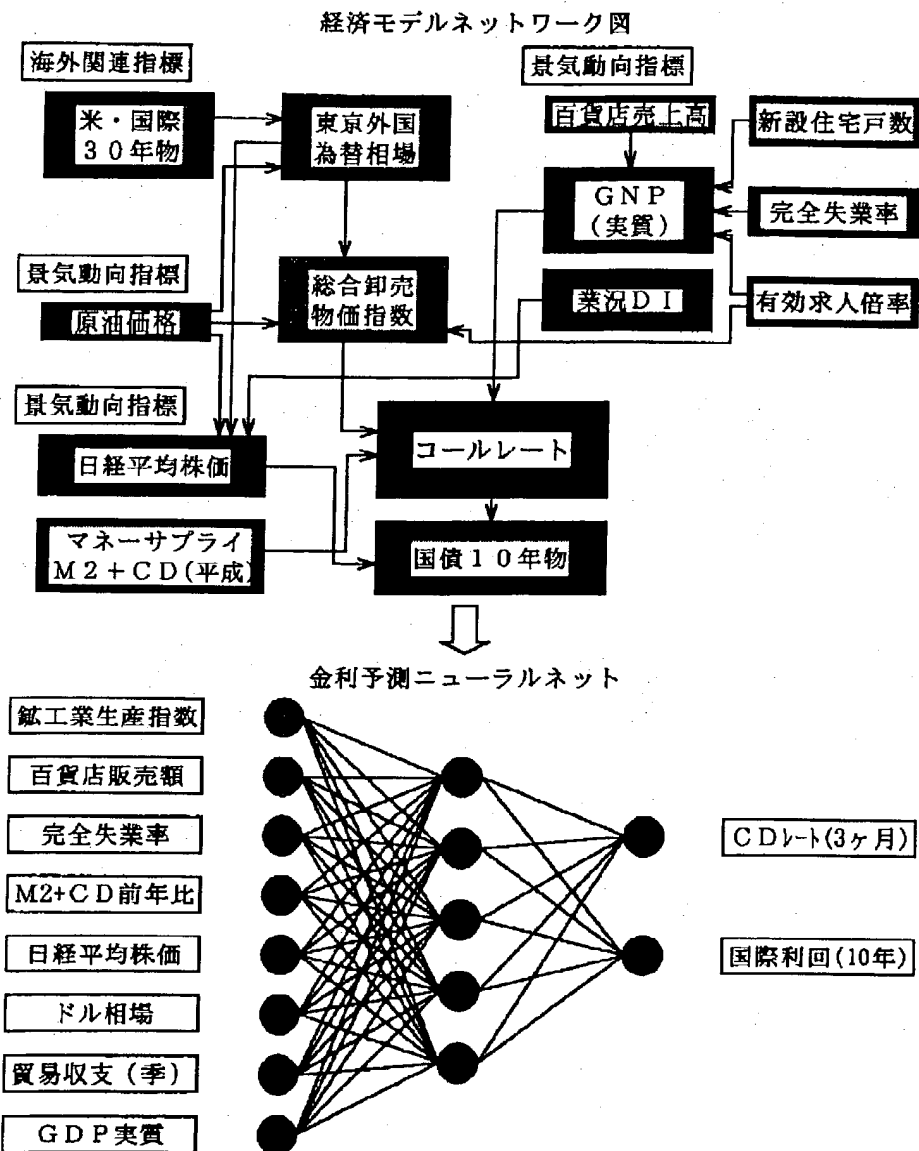 経済モデルネットワーク図
海外関連指標
景気動向指標
米・国際
30年物
東京外国
為替相場
百貨店売上高
新設住宅戸数
GNP
(実質)
完全失業率
景気動向指標
総合卸売
物価指数
業況DI
有効求人倍率
原油価格
景気動向指標
日経平均株価
コールレート
マネーサプライ
M2+CD(平成)
国債10年物
金利予測ニューラルネット
鉱工業生産指数
百貨店販売額
完全失業率
M2+CD前年比
日経平均株価
ドル相場
貿易収支(季)
GDP実質
CDレート(3ヶ月)
国際利回(10年)